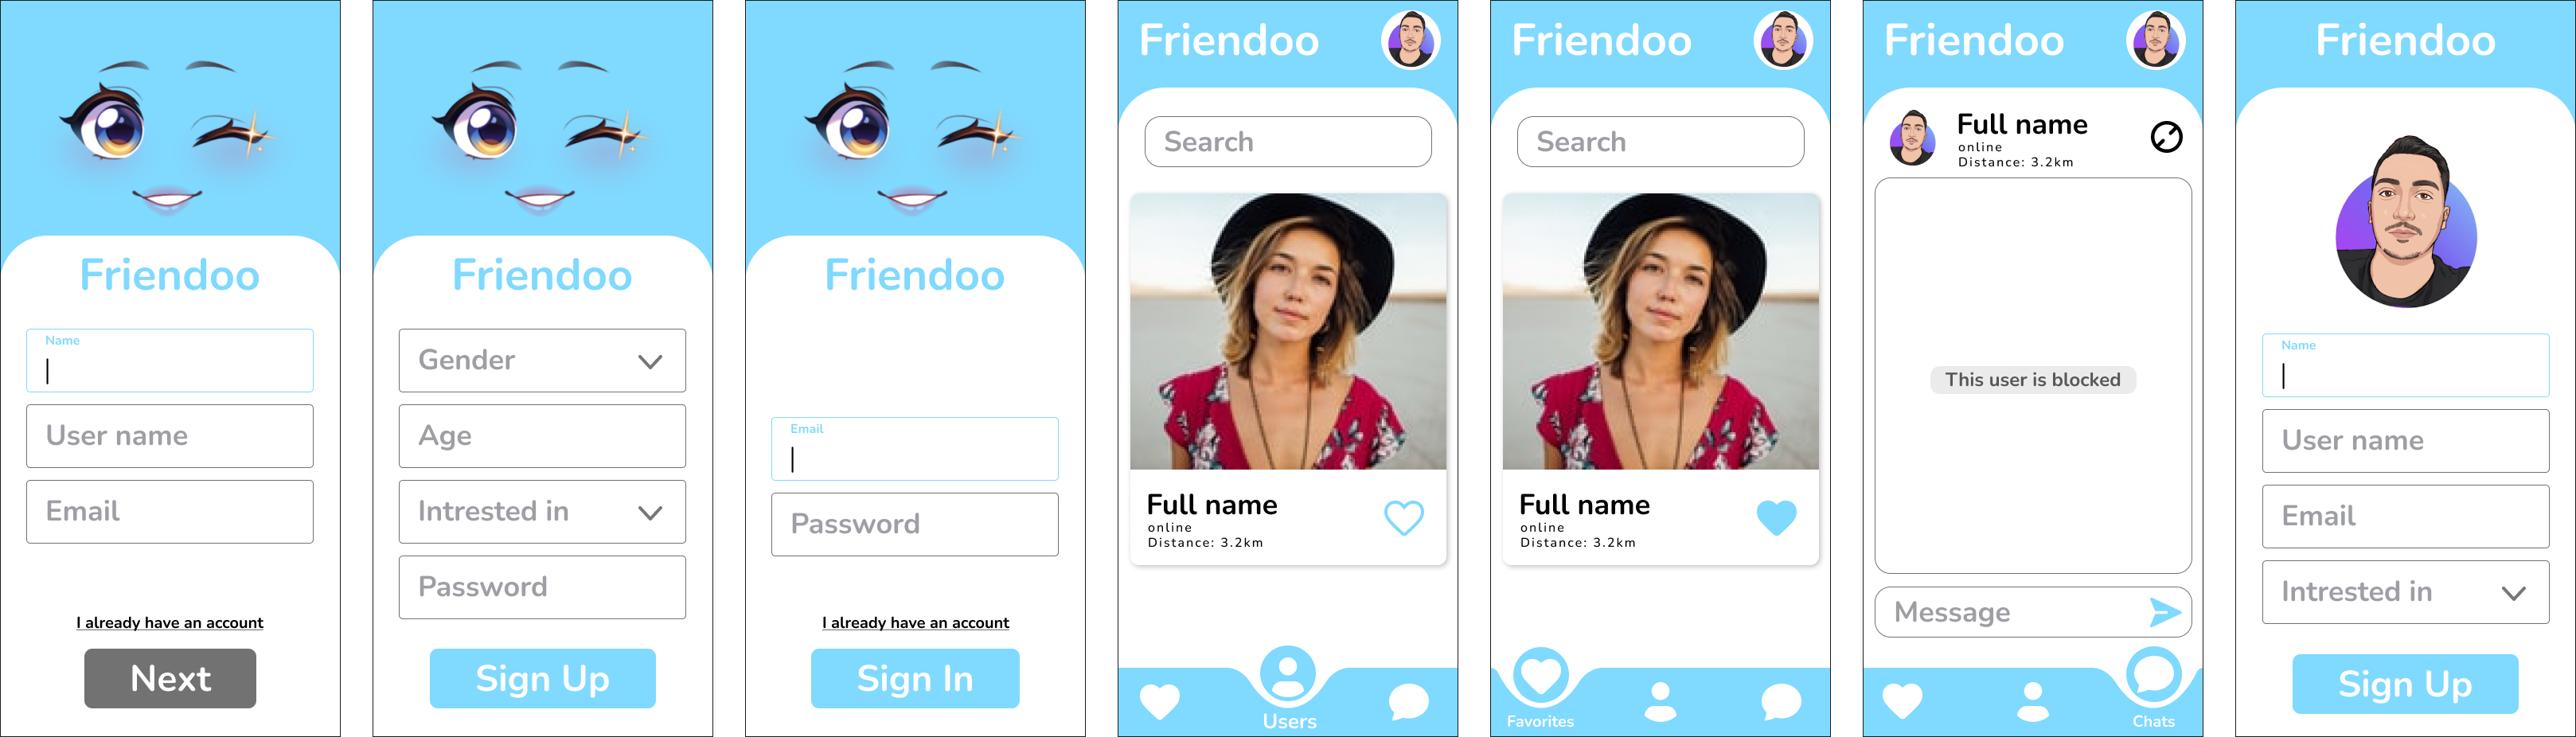 Friendoo
Name
User name
Email
I already have an account
Next
Friendoo
Gender
Age
Intrested in
Password
Sign Up
Friendoo
Email
Password
I already have an account
Sign In
Friendoo
Search
Full name
online
Distance: 3.2km
Users
Friendoo
Search
Full name
online
Distance: 3.2km
Favorites
Friendoo
Full name
online
Distance: 3.2km
This user is blocked
Message
Chats
Friendoo
Name
User name
Email
Intrested in
Sign Up